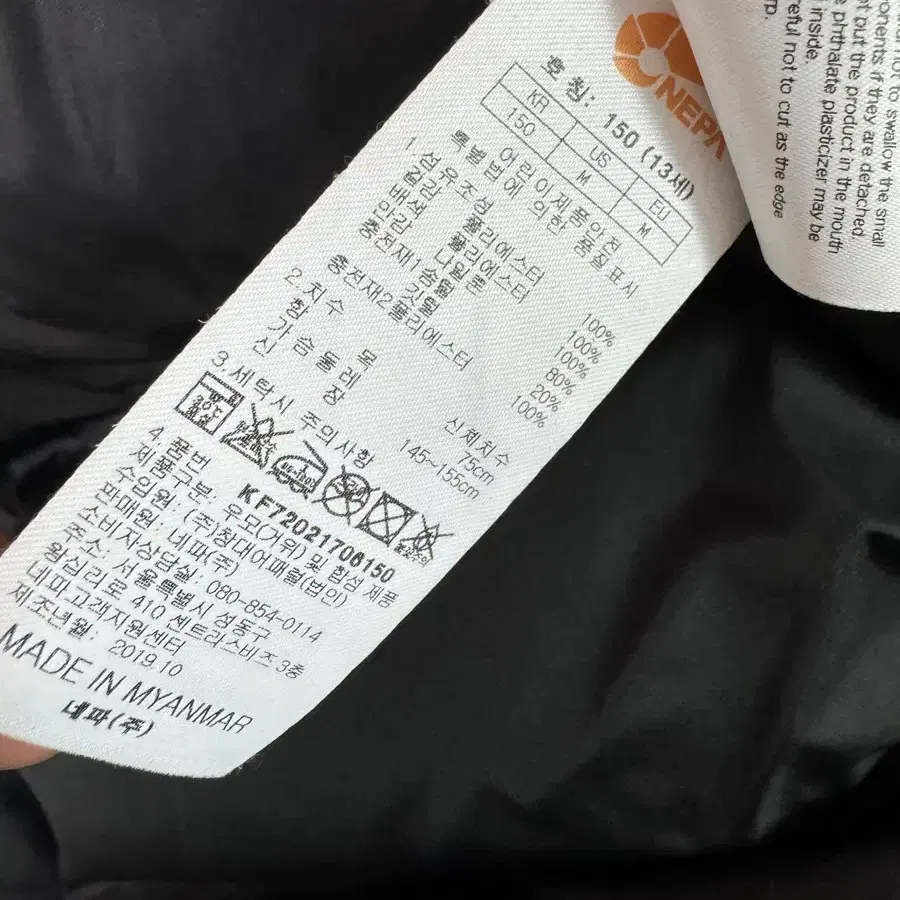 NEPA
호 칭: 150 (13세)
KR US EU
150 M M
어린이제품안전
특별법에 의한 품질표시
1.섬유조성
겉감 폴리에스터 100%
배색 폴리에스터 100%
안감 나일론 100%
충전재1 솜털 80%
깃털 20%
충전재2 폴리에스터 100%
2.치수
항 목 신체치수
가슴둘레 75cm
신 장 145~155cm
3.세탁시 주의사항
4.품번 KF72021706150
제품구분: 우모(거위) 및 합섬 제품
수입원: (주)창대어패럴(법인)
판매원: 네파(주)
소비자상담실: 080-854-0114
주소: 서울특별시 성동구
왕십리로 410 센트라스비즈 3층
네파고객지원센터
제조년월: 2019.10
MADE IN MYANMAR
네파(주)
not to swallow the small
if they are detached.
put the product in the mouth
phthalate plasticizer may be
inside.
not to cut as the edge